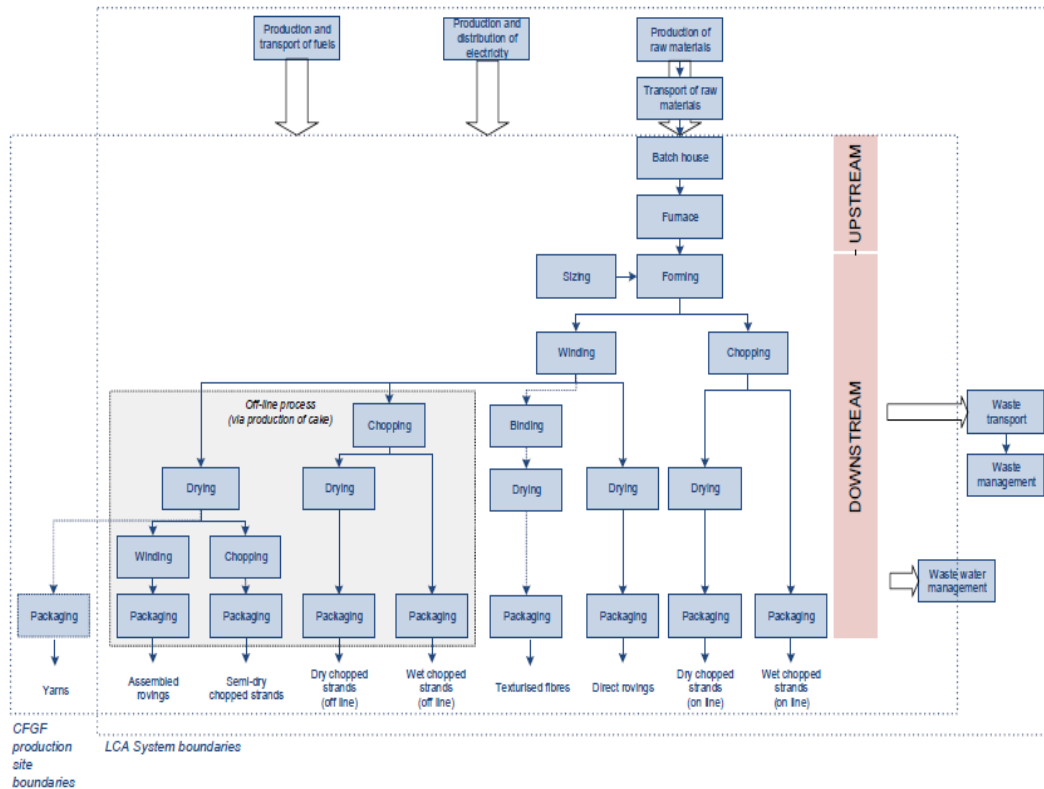 Production and
transport of fuels
Production and
distribution of
electricity
Production of
raw materials
Transport of raw
materials
Batch house
Furnace
UPSTREAM
Sizing
Forming
Winding
Chopping
Off-line process
(via production of cake)
Chopping
Binding
DOWNSTREAM
Waste
transport
Waste
management
Drying
Drying
Drying
Drying
Drying
Winding
Chopping
Waste water
management
Packaging
Packaging
Packaging
Packaging
Packaging
Packaging
Packaging
Packaging
Packaging
Yarns
Assembled
rovings
Semi-dry
chopped strands
Dry chopped
strands
(off line)
Wet chopped
strands
(off line)
Texturised fibres
Direct rovings
Dry chopped
strands
(on line)
Wet chopped
strands
(on line)
CFGF
production
site
boundaries
LCA System boundaries